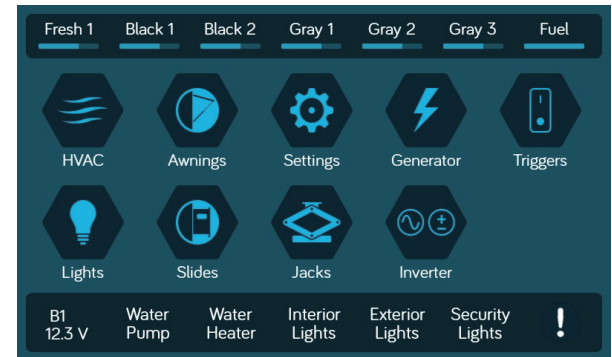 Fresh 1 Black 1 Black 2 Gray 1 Gray 2 Gray 3 Fuel
HVAC Awnings Settings Generator Triggers
Lights Slides Jacks Inverter
B1 Water Water Interior Exterior Security
12.3 V Pump Heater Lights Lights Lights !